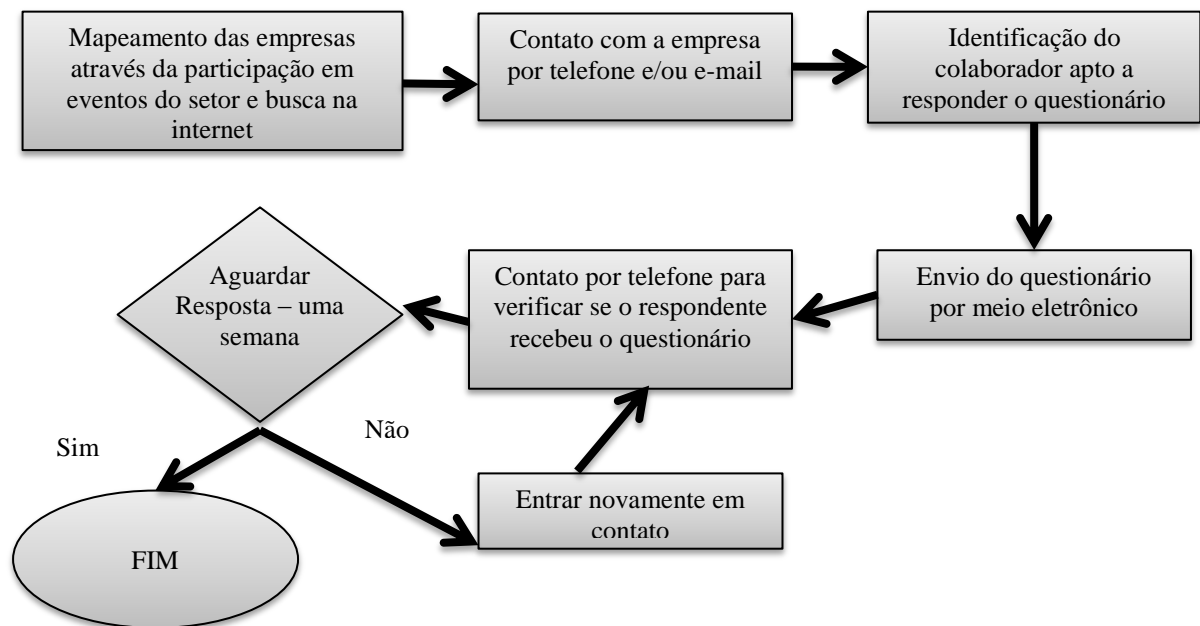 Mapeamento das empresas
através da participação em
eventos do setor e busca na
internet
Contato com a empresa
por telefone e/ou e-mail
Identificação do
colaborador apto a
responder o questionário
Envio do questionário
por meio eletrônico
Contato por telefone para
verificar se o respondente
recebeu o questionário
Aguardar
Resposta – uma
semana
Sim
Não
Entrar novamente em
contato
FIM